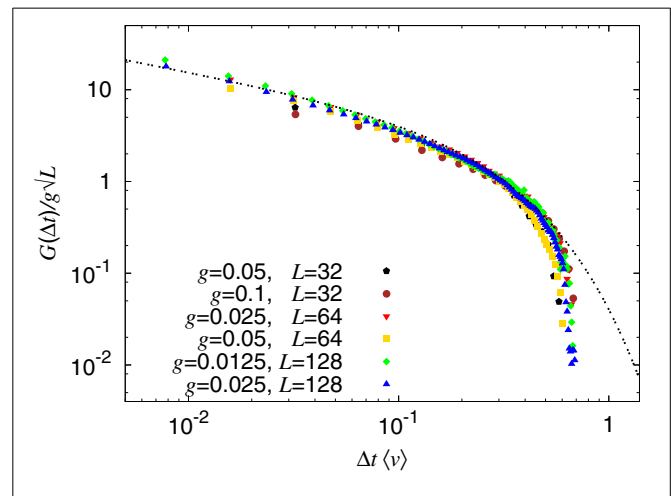 G(Δt)/g√L
10
1
10⁻¹
10⁻²
g=0.05, L=32
g=0.1, L=32
g=0.025, L=64
g=0.05, L=64
g=0.0125, L=128
g=0.025, L=128
10⁻² 10⁻¹ 1
Δt ⟨v⟩